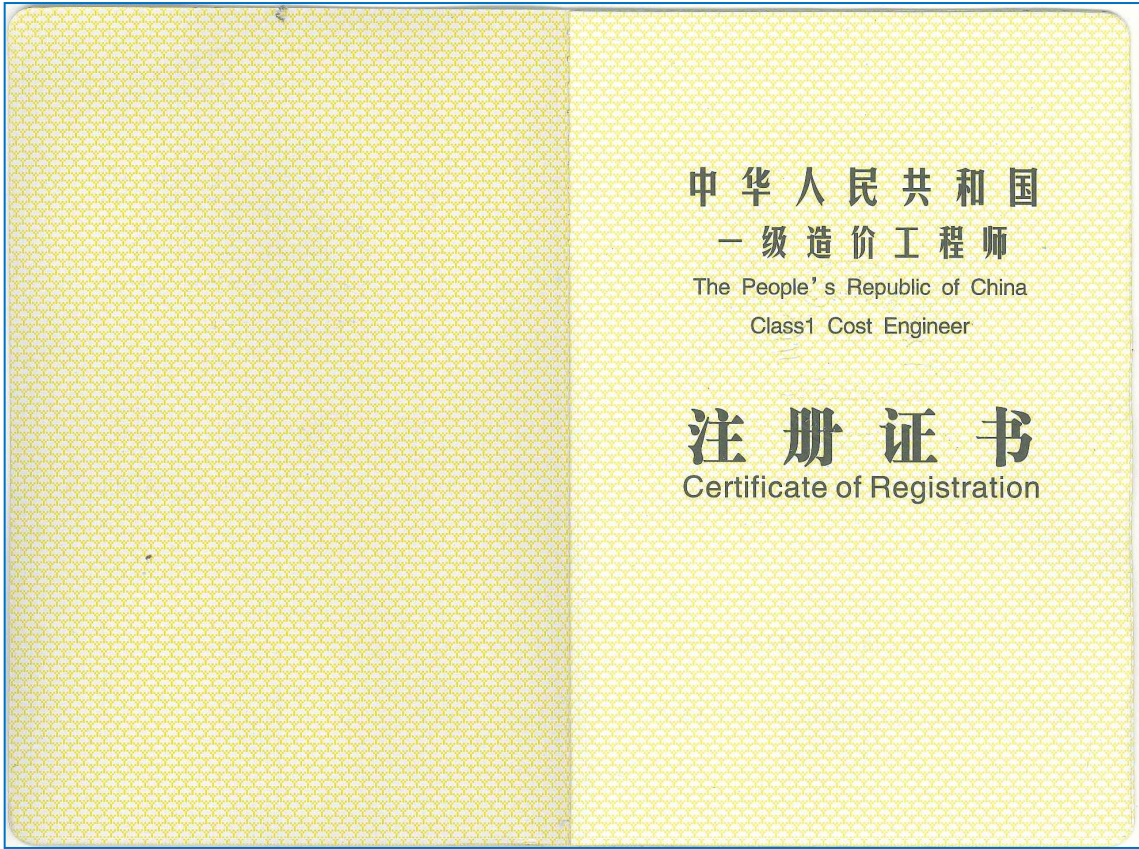 中华人民共和国
一级造价工程师
The People's Republic of China
Class1 Cost Engineer
注册证书
Certificate of Registration